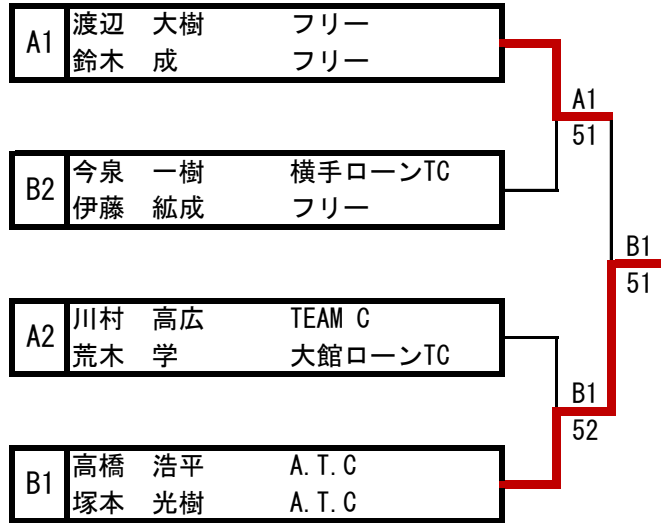 A1 渡辺 大樹 フリー
鈴木 成 フリー
A1
51
B2 今泉 一樹 横手ローンTC
伊藤 紘成 フリー
B1
51
A2 川村 高広 TEAM C
荒木 学 大館ローンTC
B1
52
B1 高橋 浩平 A.T.C
塚本 光樹 A.T.C